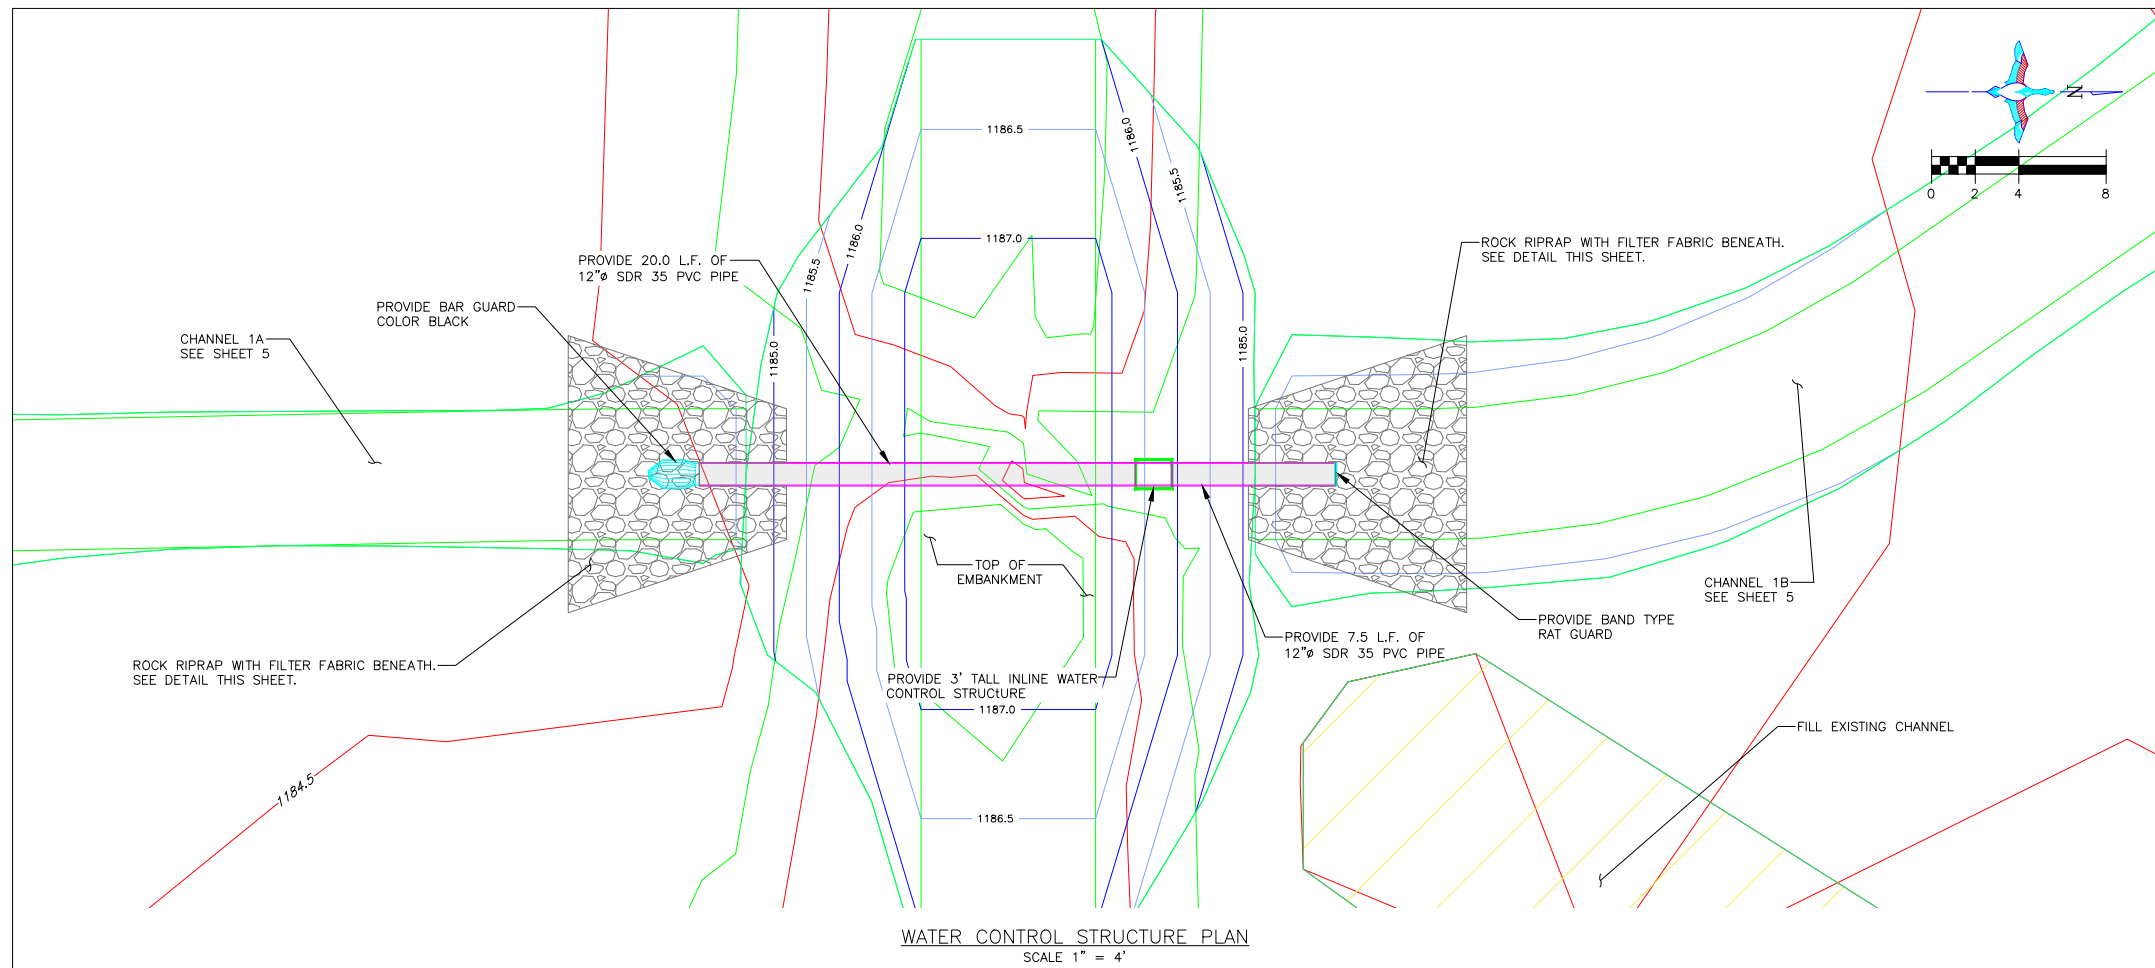 1186.5
1186.0
1185.5
N
0 2 4 8
1187.0
1186.0
1185.5
PROVIDE 20.0 L.F. OF
12"ø SDR 35 PVC PIPE
ROCK RIPRAP WITH FILTER FABRIC BENEATH.
SEE DETAIL THIS SHEET.
PROVIDE BAR GUARD
COLOR BLACK
CHANNEL 1A
SEE SHEET 5
1185.0
1185.0
TOP OF
EMBANKMENT
CHANNEL 1B
SEE SHEET 5
PROVIDE BAND TYPE
RAT GUARD
PROVIDE 7.5 L.F. OF
12"ø SDR 35 PVC PIPE
ROCK RIPRAP WITH FILTER FABRIC BENEATH.
SEE DETAIL THIS SHEET.
PROVIDE 3' TALL INLINE WATER
CONTROL STRUCtURE
1187.0
FILL EXISTING CHANNEL
1184.5
1186.5
WATER CONTROL STRUCTURE PLAN
SCALE 1" = 4'